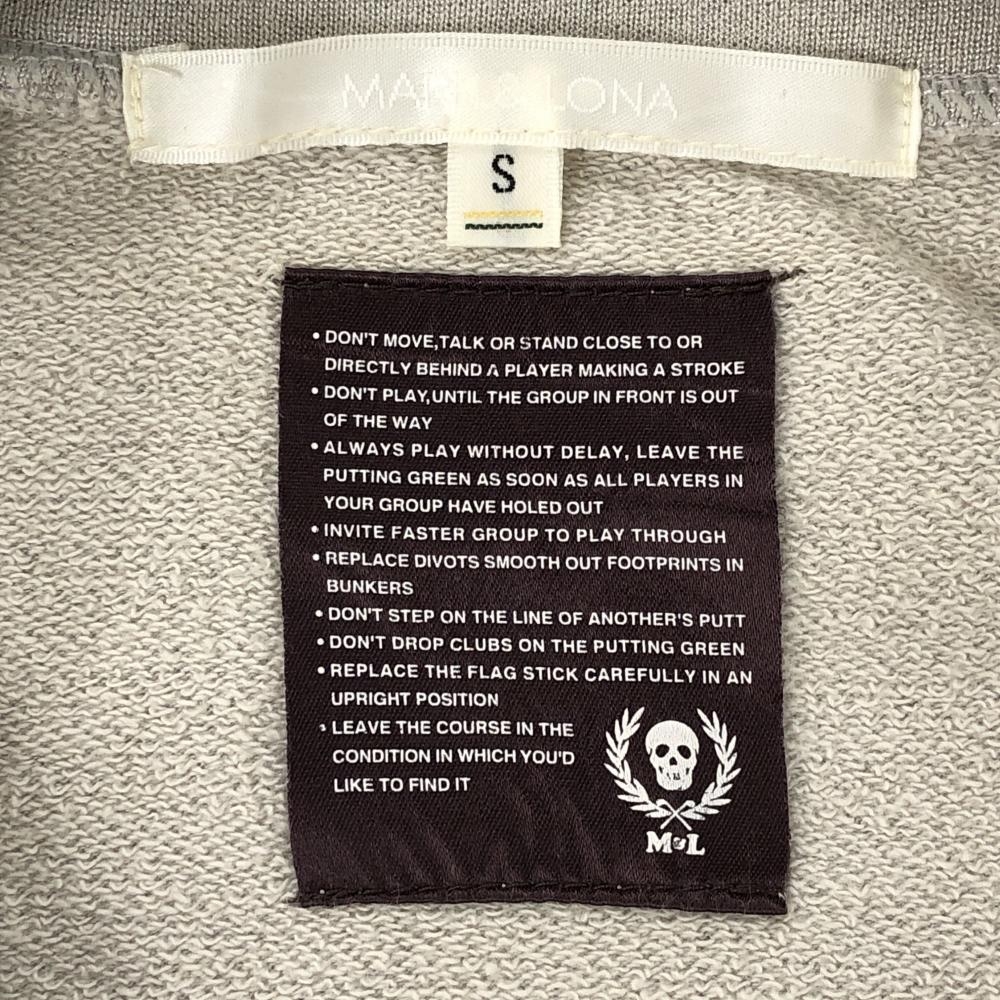 MARK & LONA
S
• DON'T MOVE,TALK OR STAND CLOSE TO OR
DIRECTLY BEHIND A PLAYER MAKING A STROKE
• DON'T PLAY,UNTIL THE GROUP IN FRONT IS OUT
OF THE WAY
• ALWAYS PLAY WITHOUT DELAY, LEAVE THE
PUTTING GREEN AS SOON AS ALL PLAYERS IN
YOUR GROUP HAVE HOLED OUT
• INVITE FASTER GROUP TO PLAY THROUGH
• REPLACE DIVOTS SMOOTH OUT FOOTPRINTS IN
BUNKERS
• DON'T STEP ON THE LINE OF ANOTHER'S PUTT
• DON'T DROP CLUBS ON THE PUTTING GREEN
• REPLACE THE FLAG STICK CAREFULLY IN AN
UPRIGHT POSITION
• LEAVE THE COURSE IN THE
CONDITION IN WHICH YOU'D
LIKE TO FIND IT
M&L